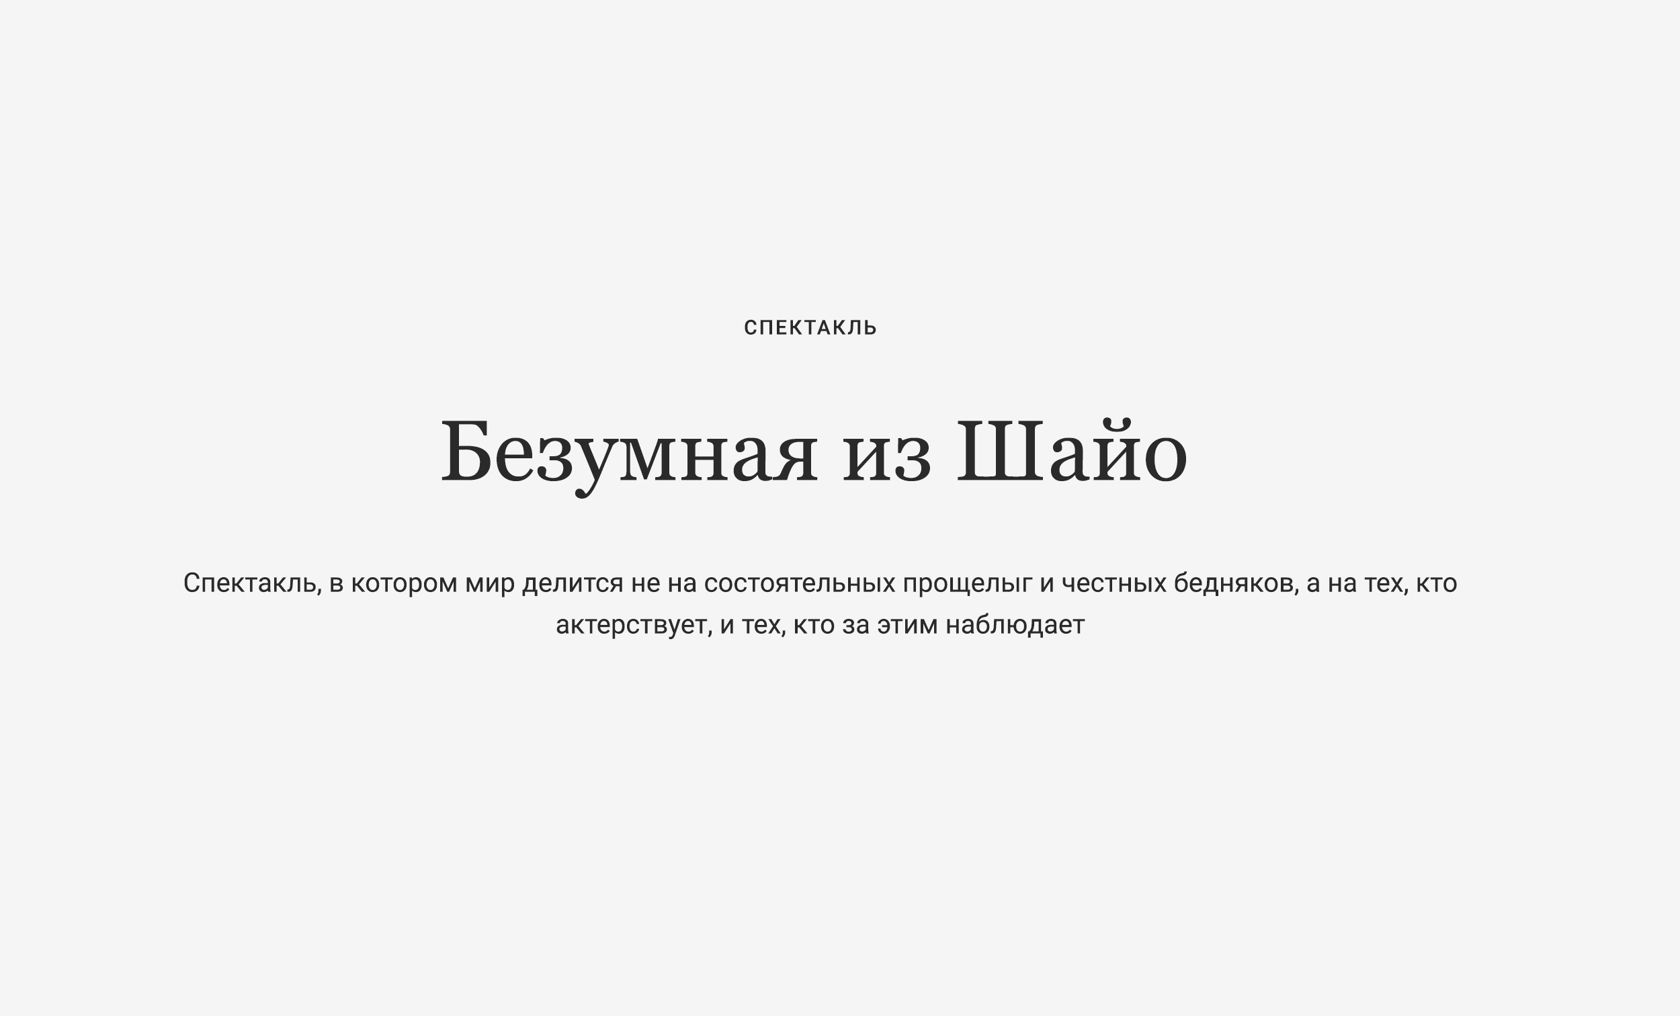 СПЕКТАКЛЬ
Безумная из Шайо
Спектакль, в котором мир делится не на состоятельных прощелыг и честных бедняков, а на тех, кто
актерствует, и тех, кто за этим наблюдает